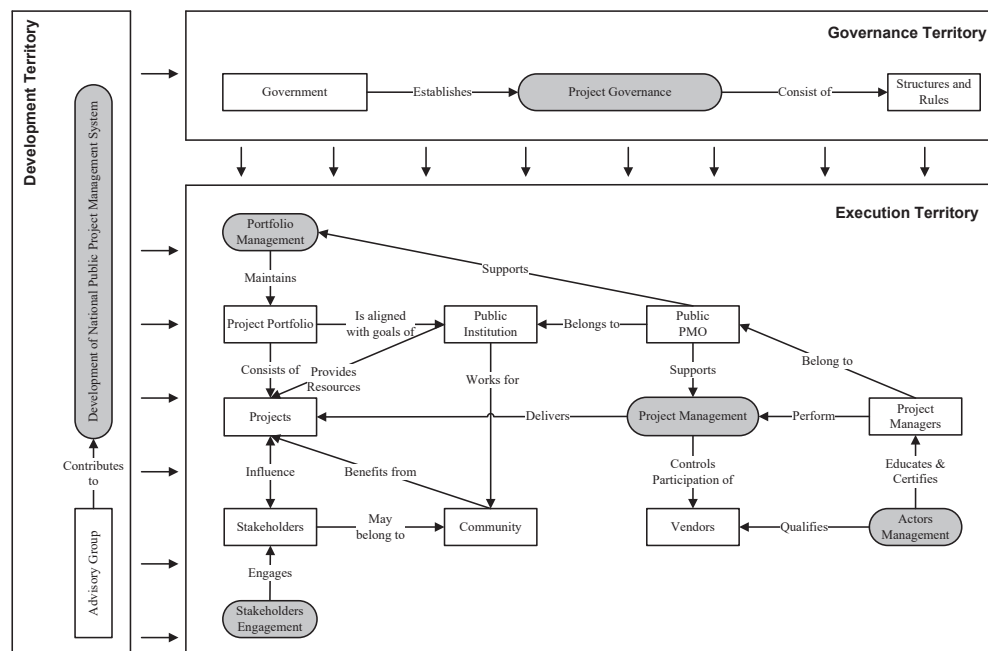 Development Territory
Development of National Public Project Management System
Contributes
to
Advisory Group
Governance Territory
Government
Establishes
Project Governance
Consist of
Structures and
Rules
Execution Territory
Portfolio
Management
Supports
Maintains
Project Portfolio
Is aligned
with goals of
Public
Institution
Belongs to
Public
PMO
Consists of
Provides
Resources
Works for
Supports
Belong to
Projects
Delivers
Project Management
Perform
Project
Managers
Influence
Benefits from
Controls
Participation of
Educates &
Certifies
Stakeholders
May
belong to
Community
Vendors
Qualifies
Actors
Management
Engages
Stakeholders
Engagement